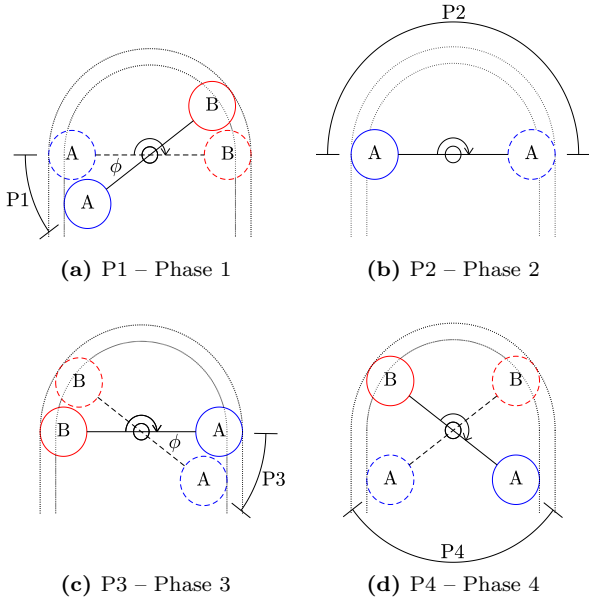 P2
B
A
B
A
A
ϕ
P1
A
(a) P1 – Phase 1
(b) P2 – Phase 2
B
B
B
B
A
ϕ
A
P3
A
A
P4
(c) P3 – Phase 3
(d) P4 – Phase 4